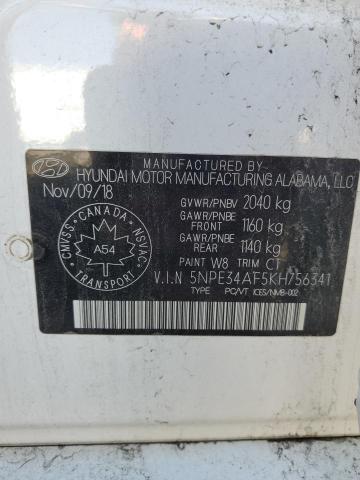 MANUFACTURED BY
HYUNDAI MOTOR MANUFACTURING ALABAMA, LLC
Nov/09/18
GVWR/PNBV 2040 kg
GAWR/PNBE
FRONT 1160 kg
GAWR/PNBE
REAR 1140 kg
PAINT W8 TRIM CT
V.I.N 5NPE34AF5KH756341
TYPE PC/VT ICES/NMB-002
CANADA
CMVSS
NSVAC
A54
TRANSPORT